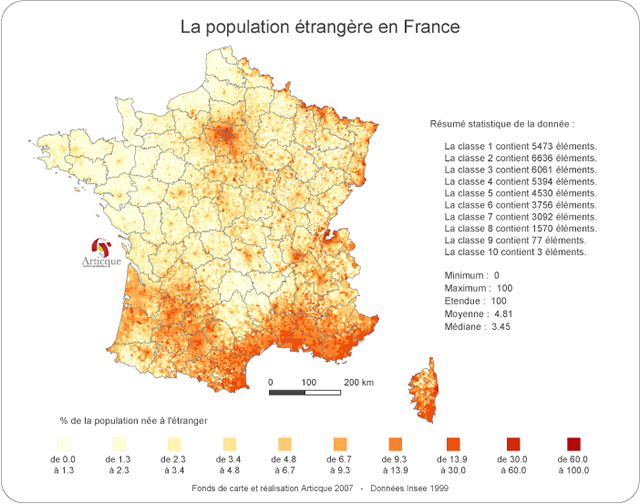 La population étrangère en France
Résumé statistique de la donnée :
La classe 1 contient 5473 éléments.
La classe 2 contient 6636 éléments.
La classe 3 contient 6061 éléments.
La classe 4 contient 5394 éléments.
La classe 5 contient 4530 éléments.
La classe 6 contient 3756 éléments.
La classe 7 contient 3092 éléments.
La classe 8 contient 1570 éléments.
La classe 9 contient 77 éléments.
La classe 10 contient 3 éléments.
Minimum : 0
Maximum : 100
Etendue : 100
Moyenne : 4.81
Médiane : 3.45
Articque
0 100 200 km
% de la population née à l'étranger
de 0.0 de 1.3 de 2.3 de 3.4 de 4.8 de 6.7 de 9.3 de 13.9 de 30.0 de 60.0
à 1.3 à 2.3 à 3.4 à 4.8 à 6.7 à 9.3 à 13.9 à 30.0 à 60.0 à 100.0
Fonds de carte et réalisation Articque 2007 - Données Insee 1999